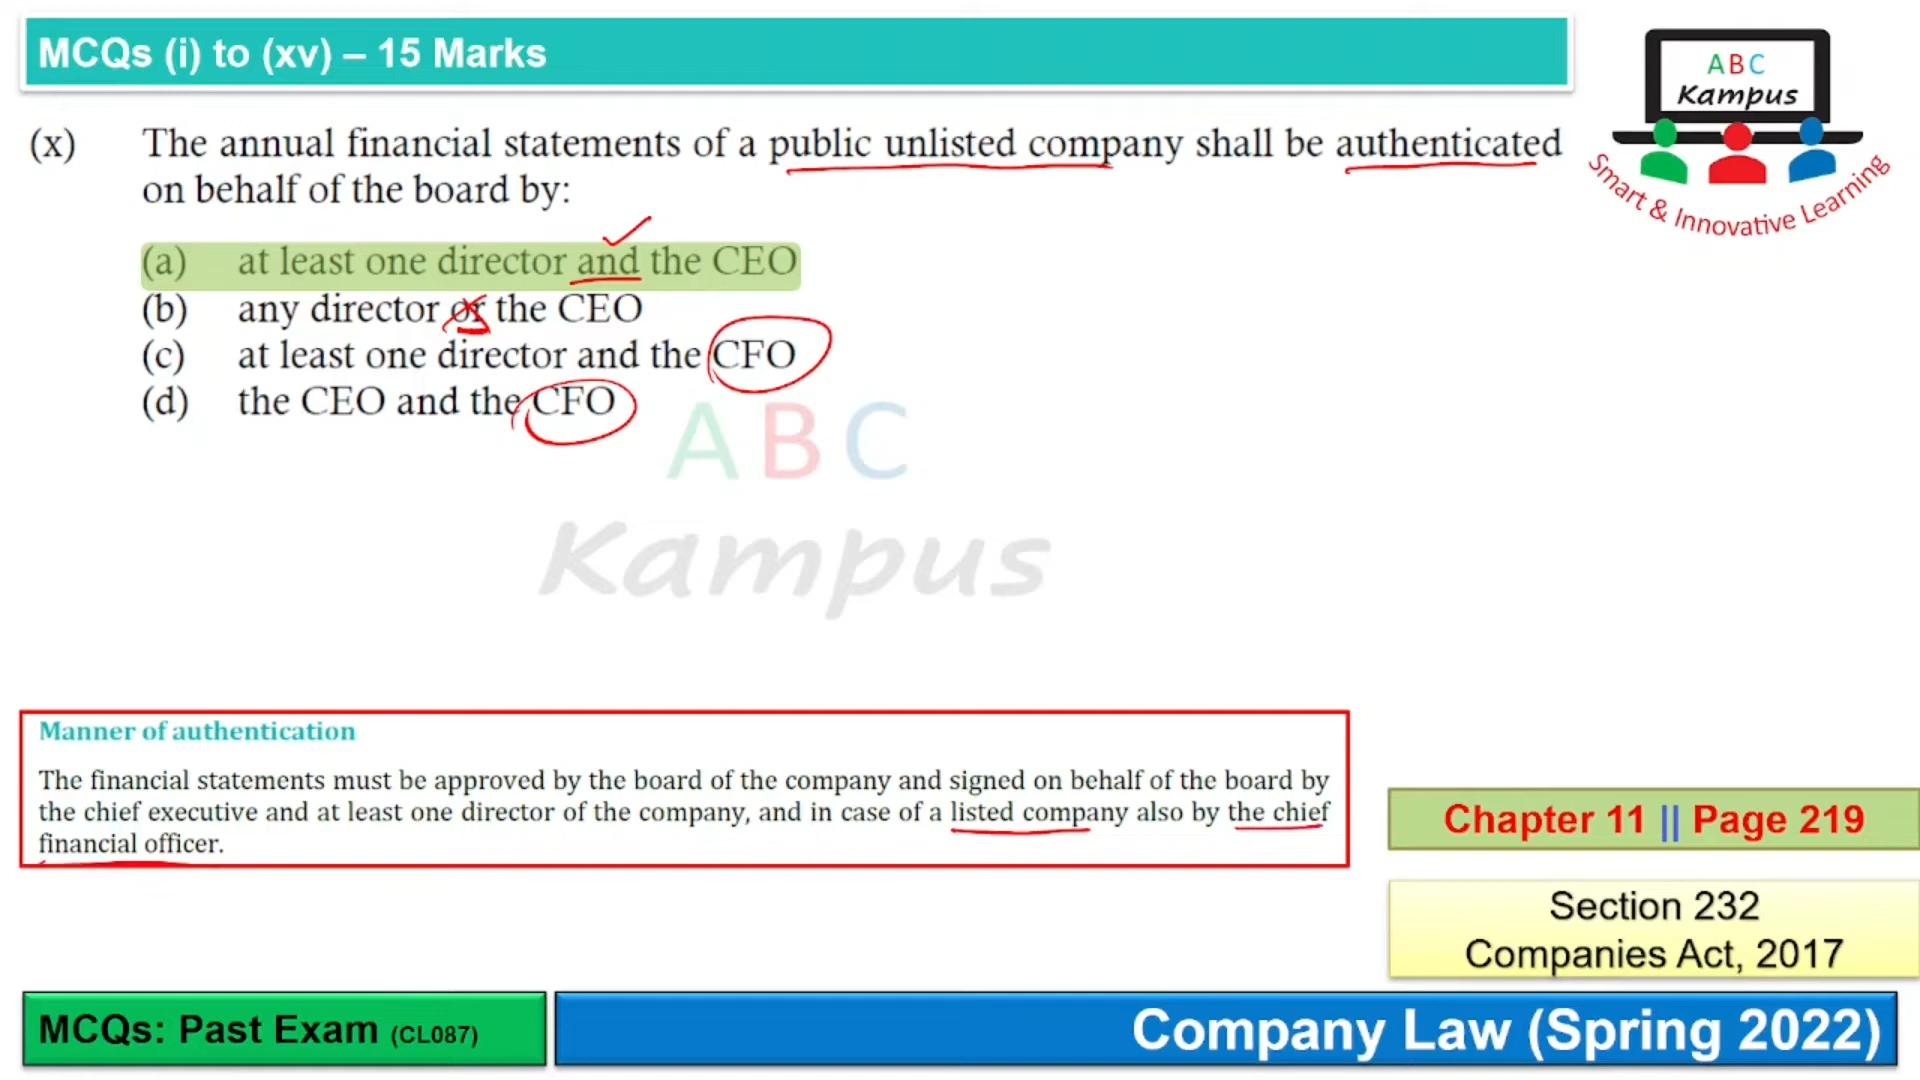 MCQs (i) to (xv) – 15 Marks
A B C
Kampus
Smart & Innovative Learning
(x) The annual financial statements of a public unlisted company shall be authenticated
on behalf of the board by:
(a) at least one director and the CEO
(b) any director or the CEO
(c) at least one director and the CFO
(d) the CEO and the CFO
A B C
Kampus
Manner of authentication
The financial statements must be approved by the board of the company and signed on behalf of the board by
the chief executive and at least one director of the company, and in case of a listed company also by the chief
financial officer.
Chapter 11 || Page 219
Section 232
Companies Act, 2017
MCQs: Past Exam (CL087)
Company Law (Spring 2022)